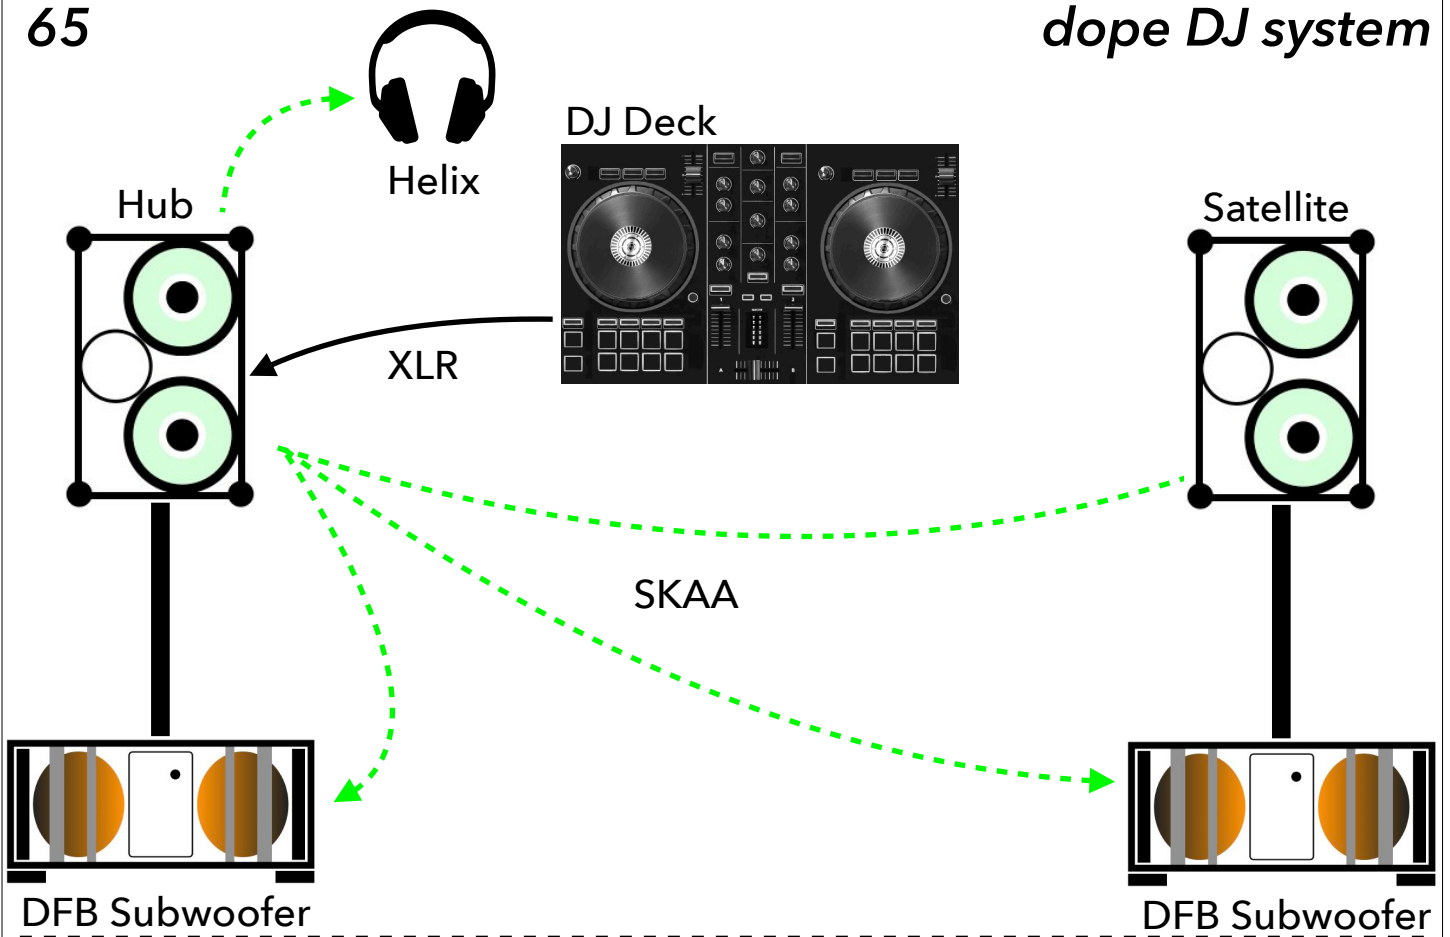 65
dope DJ system
DJ Deck
Helix
Hub
Satellite
XLR
SKAA
DFB Subwoofer
DFB Subwoofer